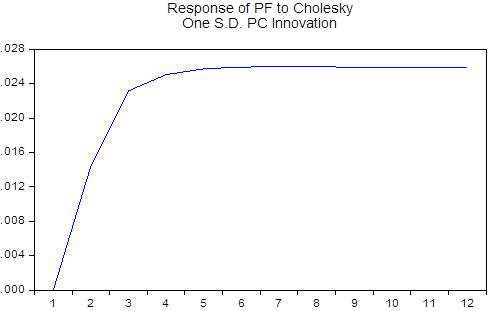 Response of PF to Cholesky
One S.D. PC Innovation
.028
.024
.020
.016
.012
.008
.004
.000
1 2 3 4 5 6 7 8 9 10 11 12